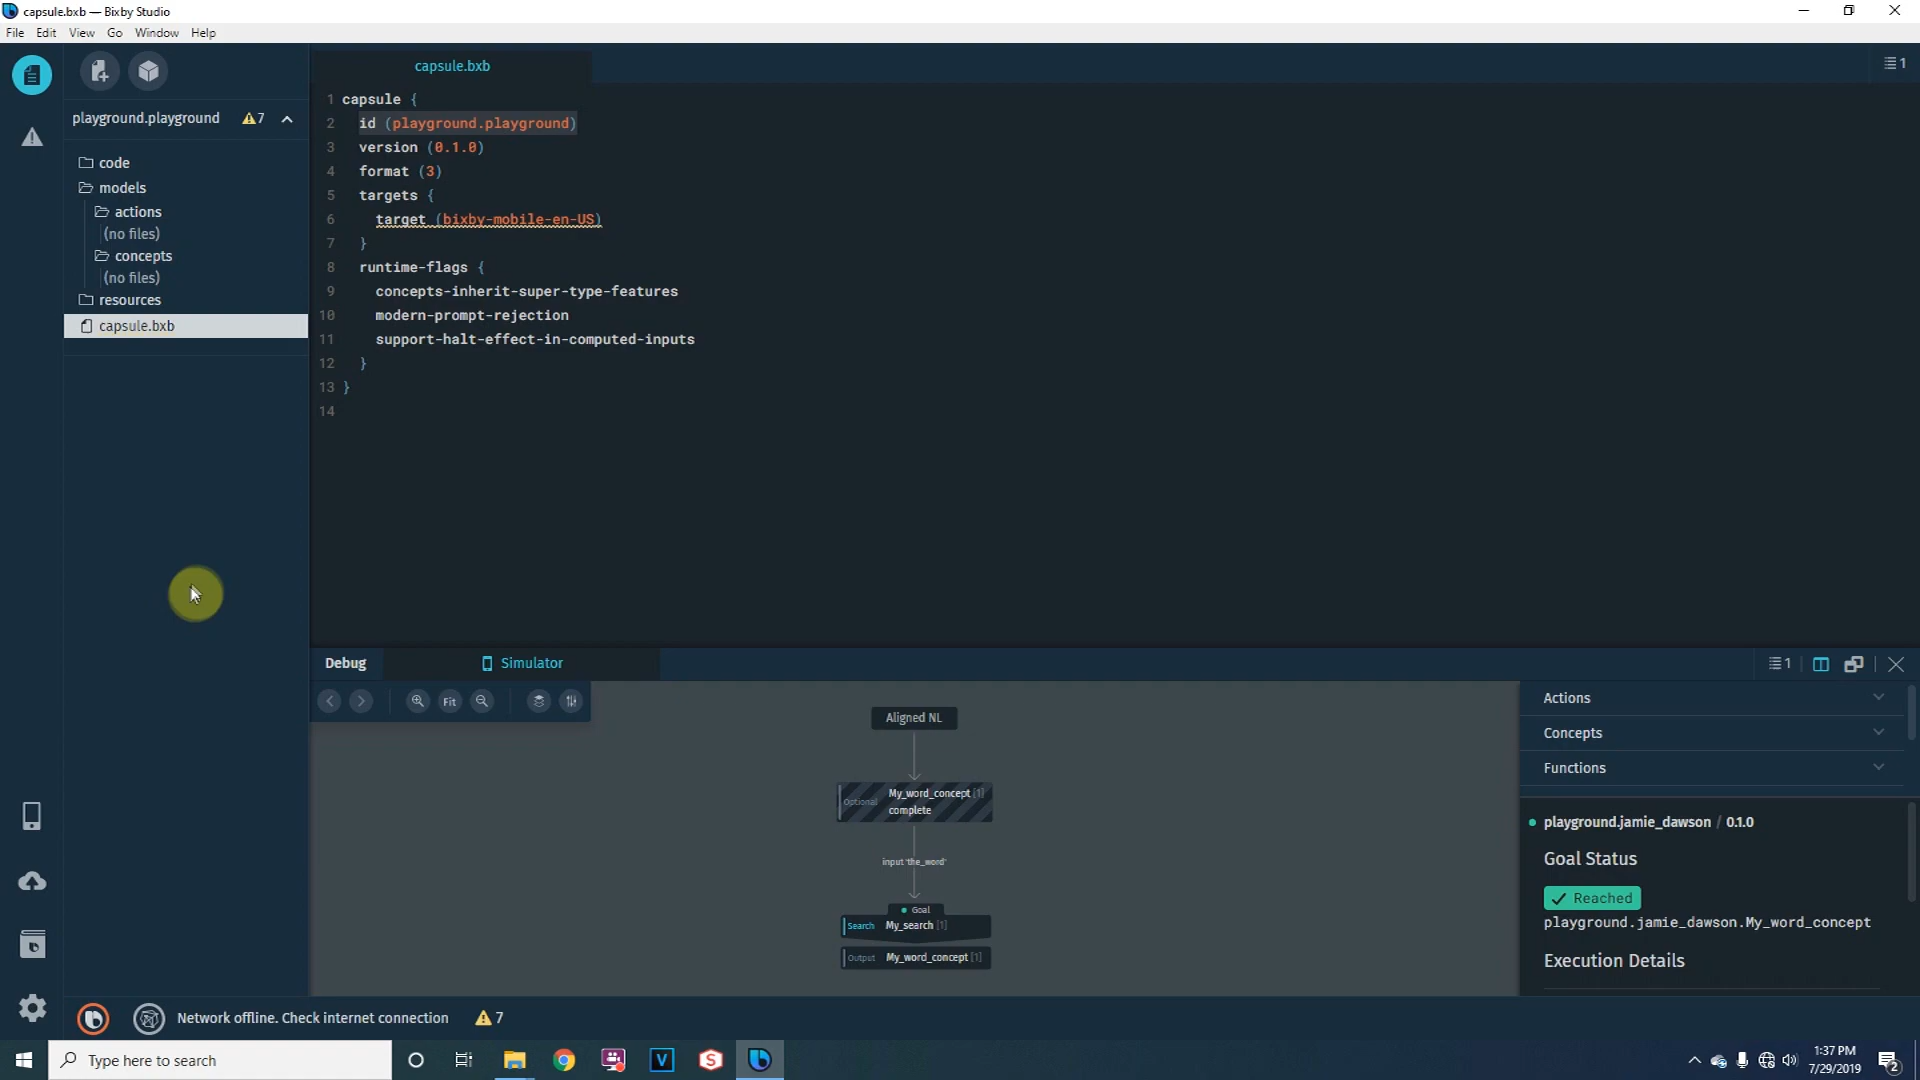 capsule.bxb — Bixby Studio
File Edit View Go Window Help
capsule.bxb
1
playground.playground 7
code
models
actions
(no files)
concepts
(no files)
resources
capsule.bxb
1 capsule {
2 id (playground.playground)
3 version (0.1.0)
4 format (3)
5 targets {
6 target (bixby-mobile-en-US)
7 }
8 runtime-flags {
9 concepts-inherit-super-type-features
10 modern-prompt-rejection
11 support-halt-effect-in-computed-inputs
12 }
13 }
14
Debug Simulator 1
Fit
Aligned NL
Optional My_word_concept [1]
complete
input 'the_word'
Goal
Search My_search [1]
Output My_word_concept [1]
Actions
Concepts
Functions
playground.jamie_dawson / 0.1.0
Goal Status
Reached
playground.jamie_dawson.My_word_concept
Execution Details
Network offline. Check internet connection 7
Type here to search
V
S
1:37 PM
7/29/2019
2